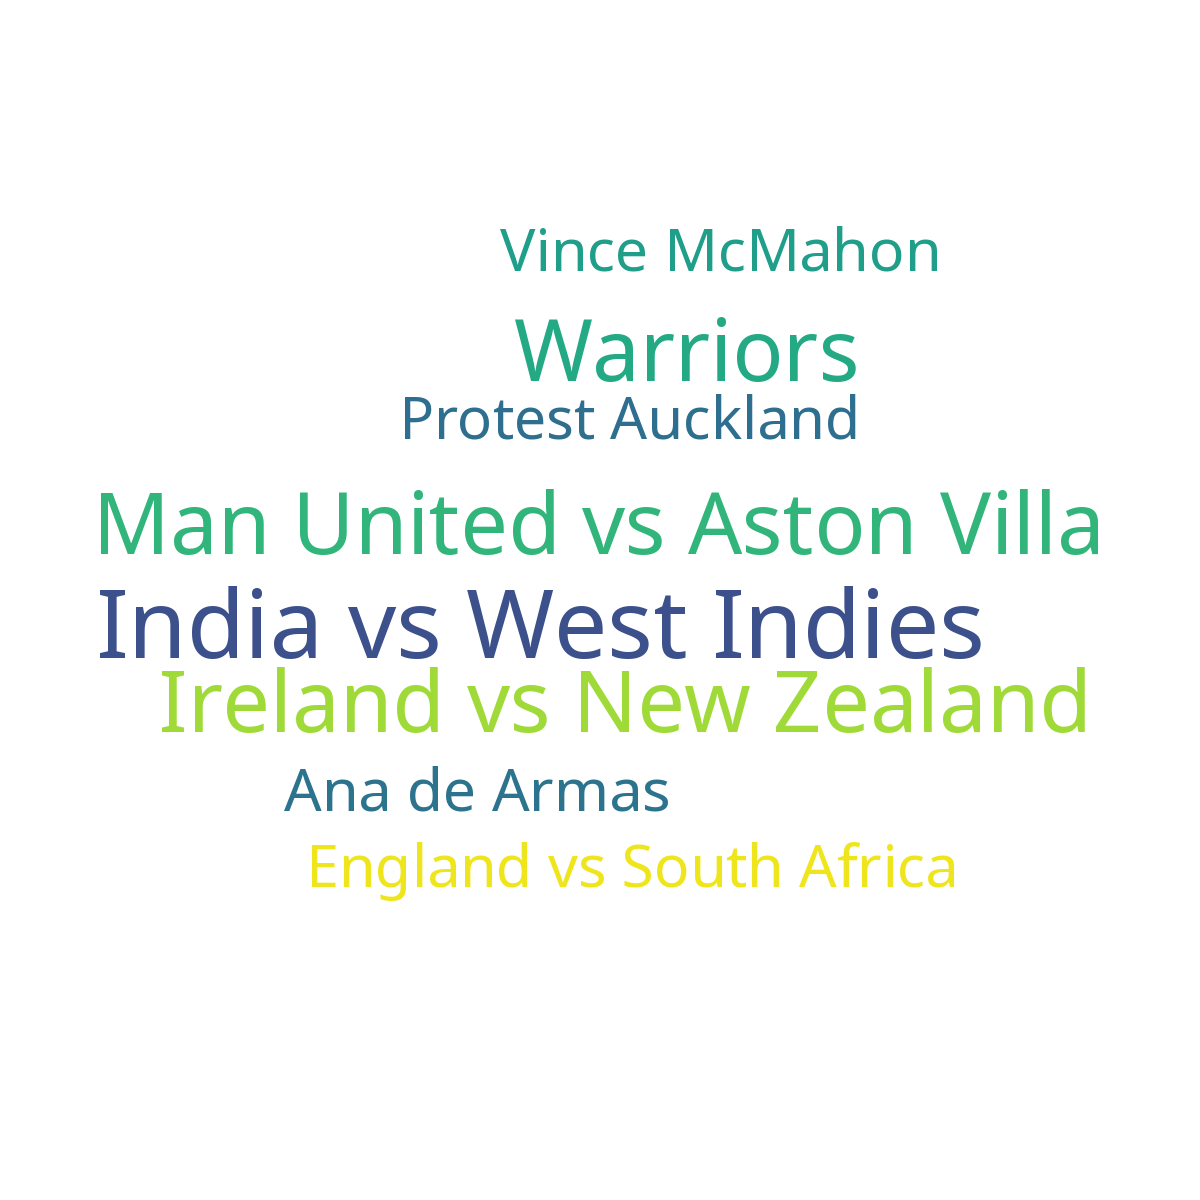 Vince McMahon
Warriors
Protest Auckland
Man United vs Aston Villa
India vs West Indies
Ireland vs New Zealand
Ana de Armas
England vs South Africa